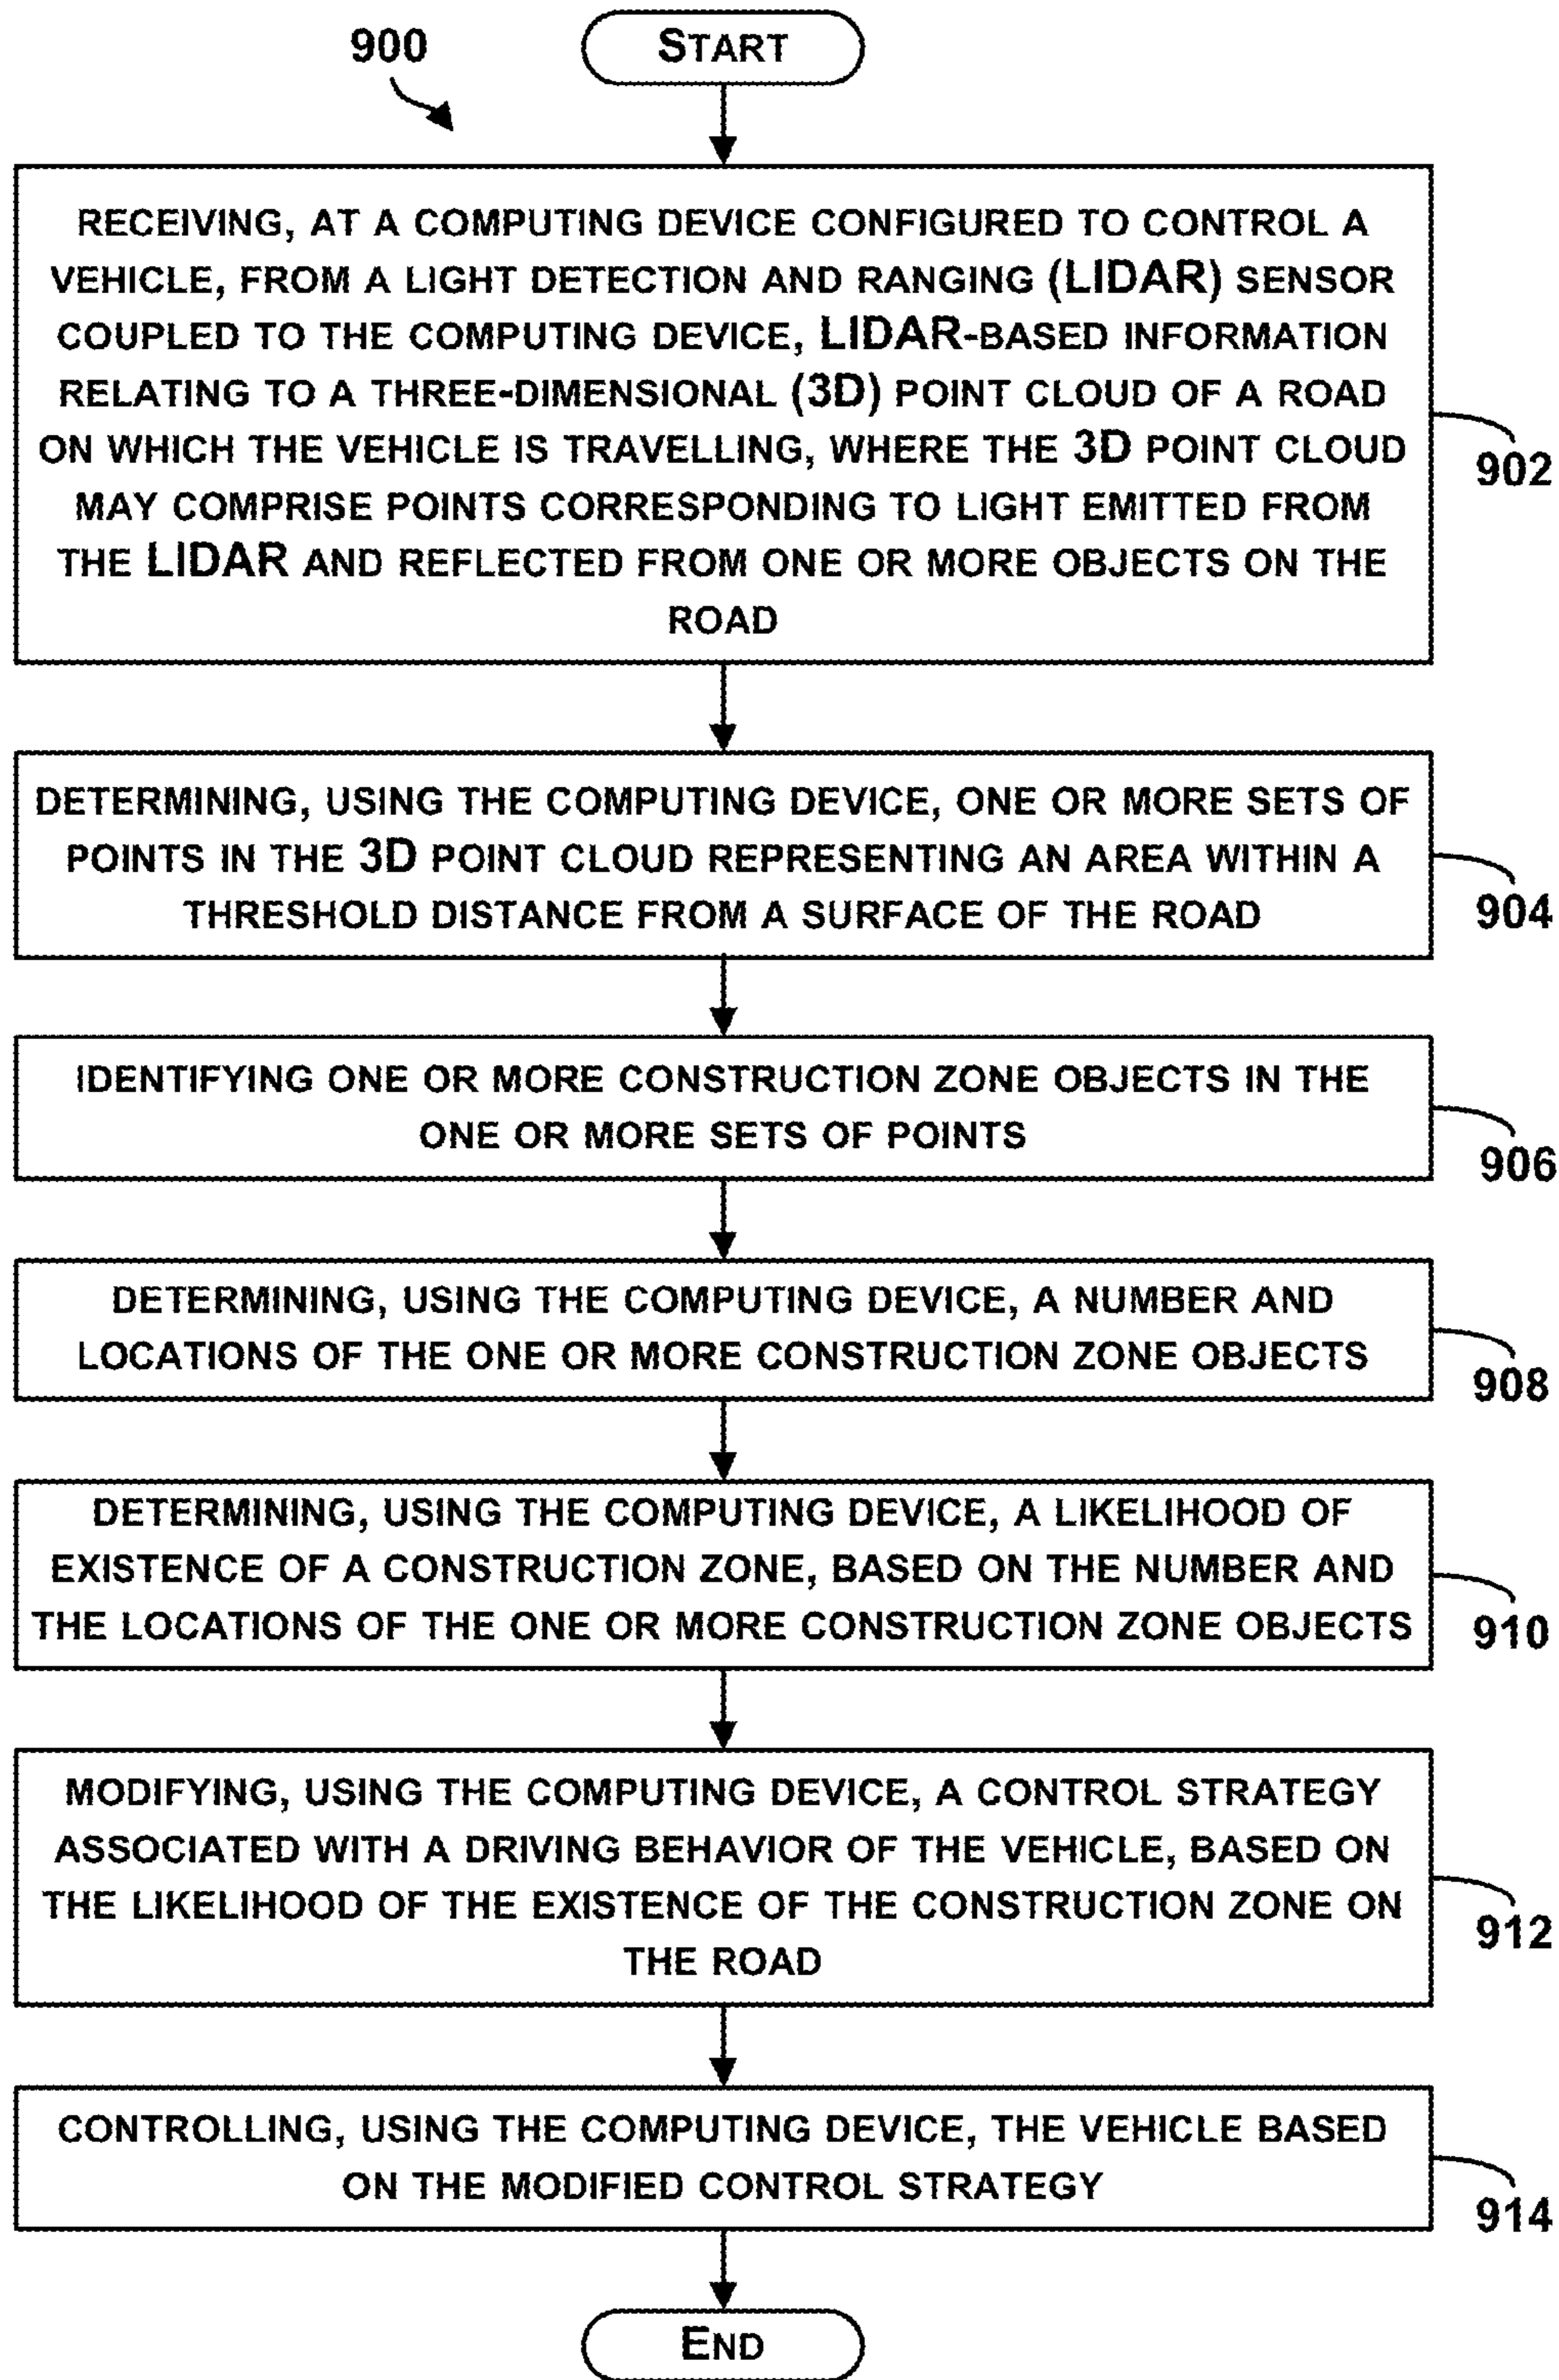 900
START
RECEIVING, AT A COMPUTING DEVICE CONFIGURED TO CONTROL A
VEHICLE, FROM A LIGHT DETECTION AND RANGING (LIDAR) SENSOR
COUPLED TO THE COMPUTING DEVICE, LIDAR-BASED INFORMATION
RELATING TO A THREE-DIMENSIONAL (3D) POINT CLOUD OF A ROAD
ON WHICH THE VEHICLE IS TRAVELLING, WHERE THE 3D POINT CLOUD
MAY COMPRISE POINTS CORRESPONDING TO LIGHT EMITTED FROM
THE LIDAR AND REFLECTED FROM ONE OR MORE OBJECTS ON THE
ROAD
902
DETERMINING, USING THE COMPUTING DEVICE, ONE OR MORE SETS OF
POINTS IN THE 3D POINT CLOUD REPRESENTING AN AREA WITHIN A
THRESHOLD DISTANCE FROM A SURFACE OF THE ROAD
904
IDENTIFYING ONE OR MORE CONSTRUCTION ZONE OBJECTS IN THE
ONE OR MORE SETS OF POINTS
906
DETERMINING, USING THE COMPUTING DEVICE, A NUMBER AND
LOCATIONS OF THE ONE OR MORE CONSTRUCTION ZONE OBJECTS
908
DETERMINING, USING THE COMPUTING DEVICE, A LIKELIHOOD OF
EXISTENCE OF A CONSTRUCTION ZONE, BASED ON THE NUMBER AND
THE LOCATIONS OF THE ONE OR MORE CONSTRUCTION ZONE OBJECTS
910
MODIFYING, USING THE COMPUTING DEVICE, A CONTROL STRATEGY
ASSOCIATED WITH A DRIVING BEHAVIOR OF THE VEHICLE, BASED ON
THE LIKELIHOOD OF THE EXISTENCE OF THE CONSTRUCTION ZONE ON
THE ROAD
912
CONTROLLING, USING THE COMPUTING DEVICE, THE VEHICLE BASED
ON THE MODIFIED CONTROL STRATEGY
914
END